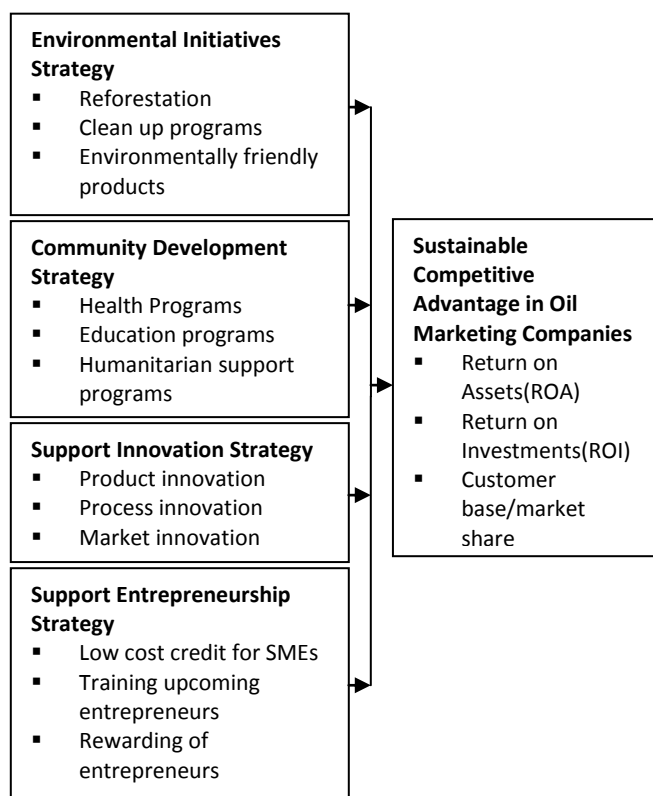 Environmental Initiatives
Strategy
▪ Reforestation
▪ Clean up programs
▪ Environmentally friendly
products
Community Development
Strategy
▪ Health Programs
▪ Education programs
▪ Humanitarian support
programs
Support Innovation Strategy
▪ Product innovation
▪ Process innovation
▪ Market innovation
Support Entrepreneurship
Strategy
▪ Low cost credit for SMEs
▪ Training upcoming
entrepreneurs
▪ Rewarding of
entrepreneurs
Sustainable
Competitive
Advantage in Oil
Marketing Companies
▪ Return on
Assets(ROA)
▪ Return on
Investments(ROI)
▪ Customer
base/market
share